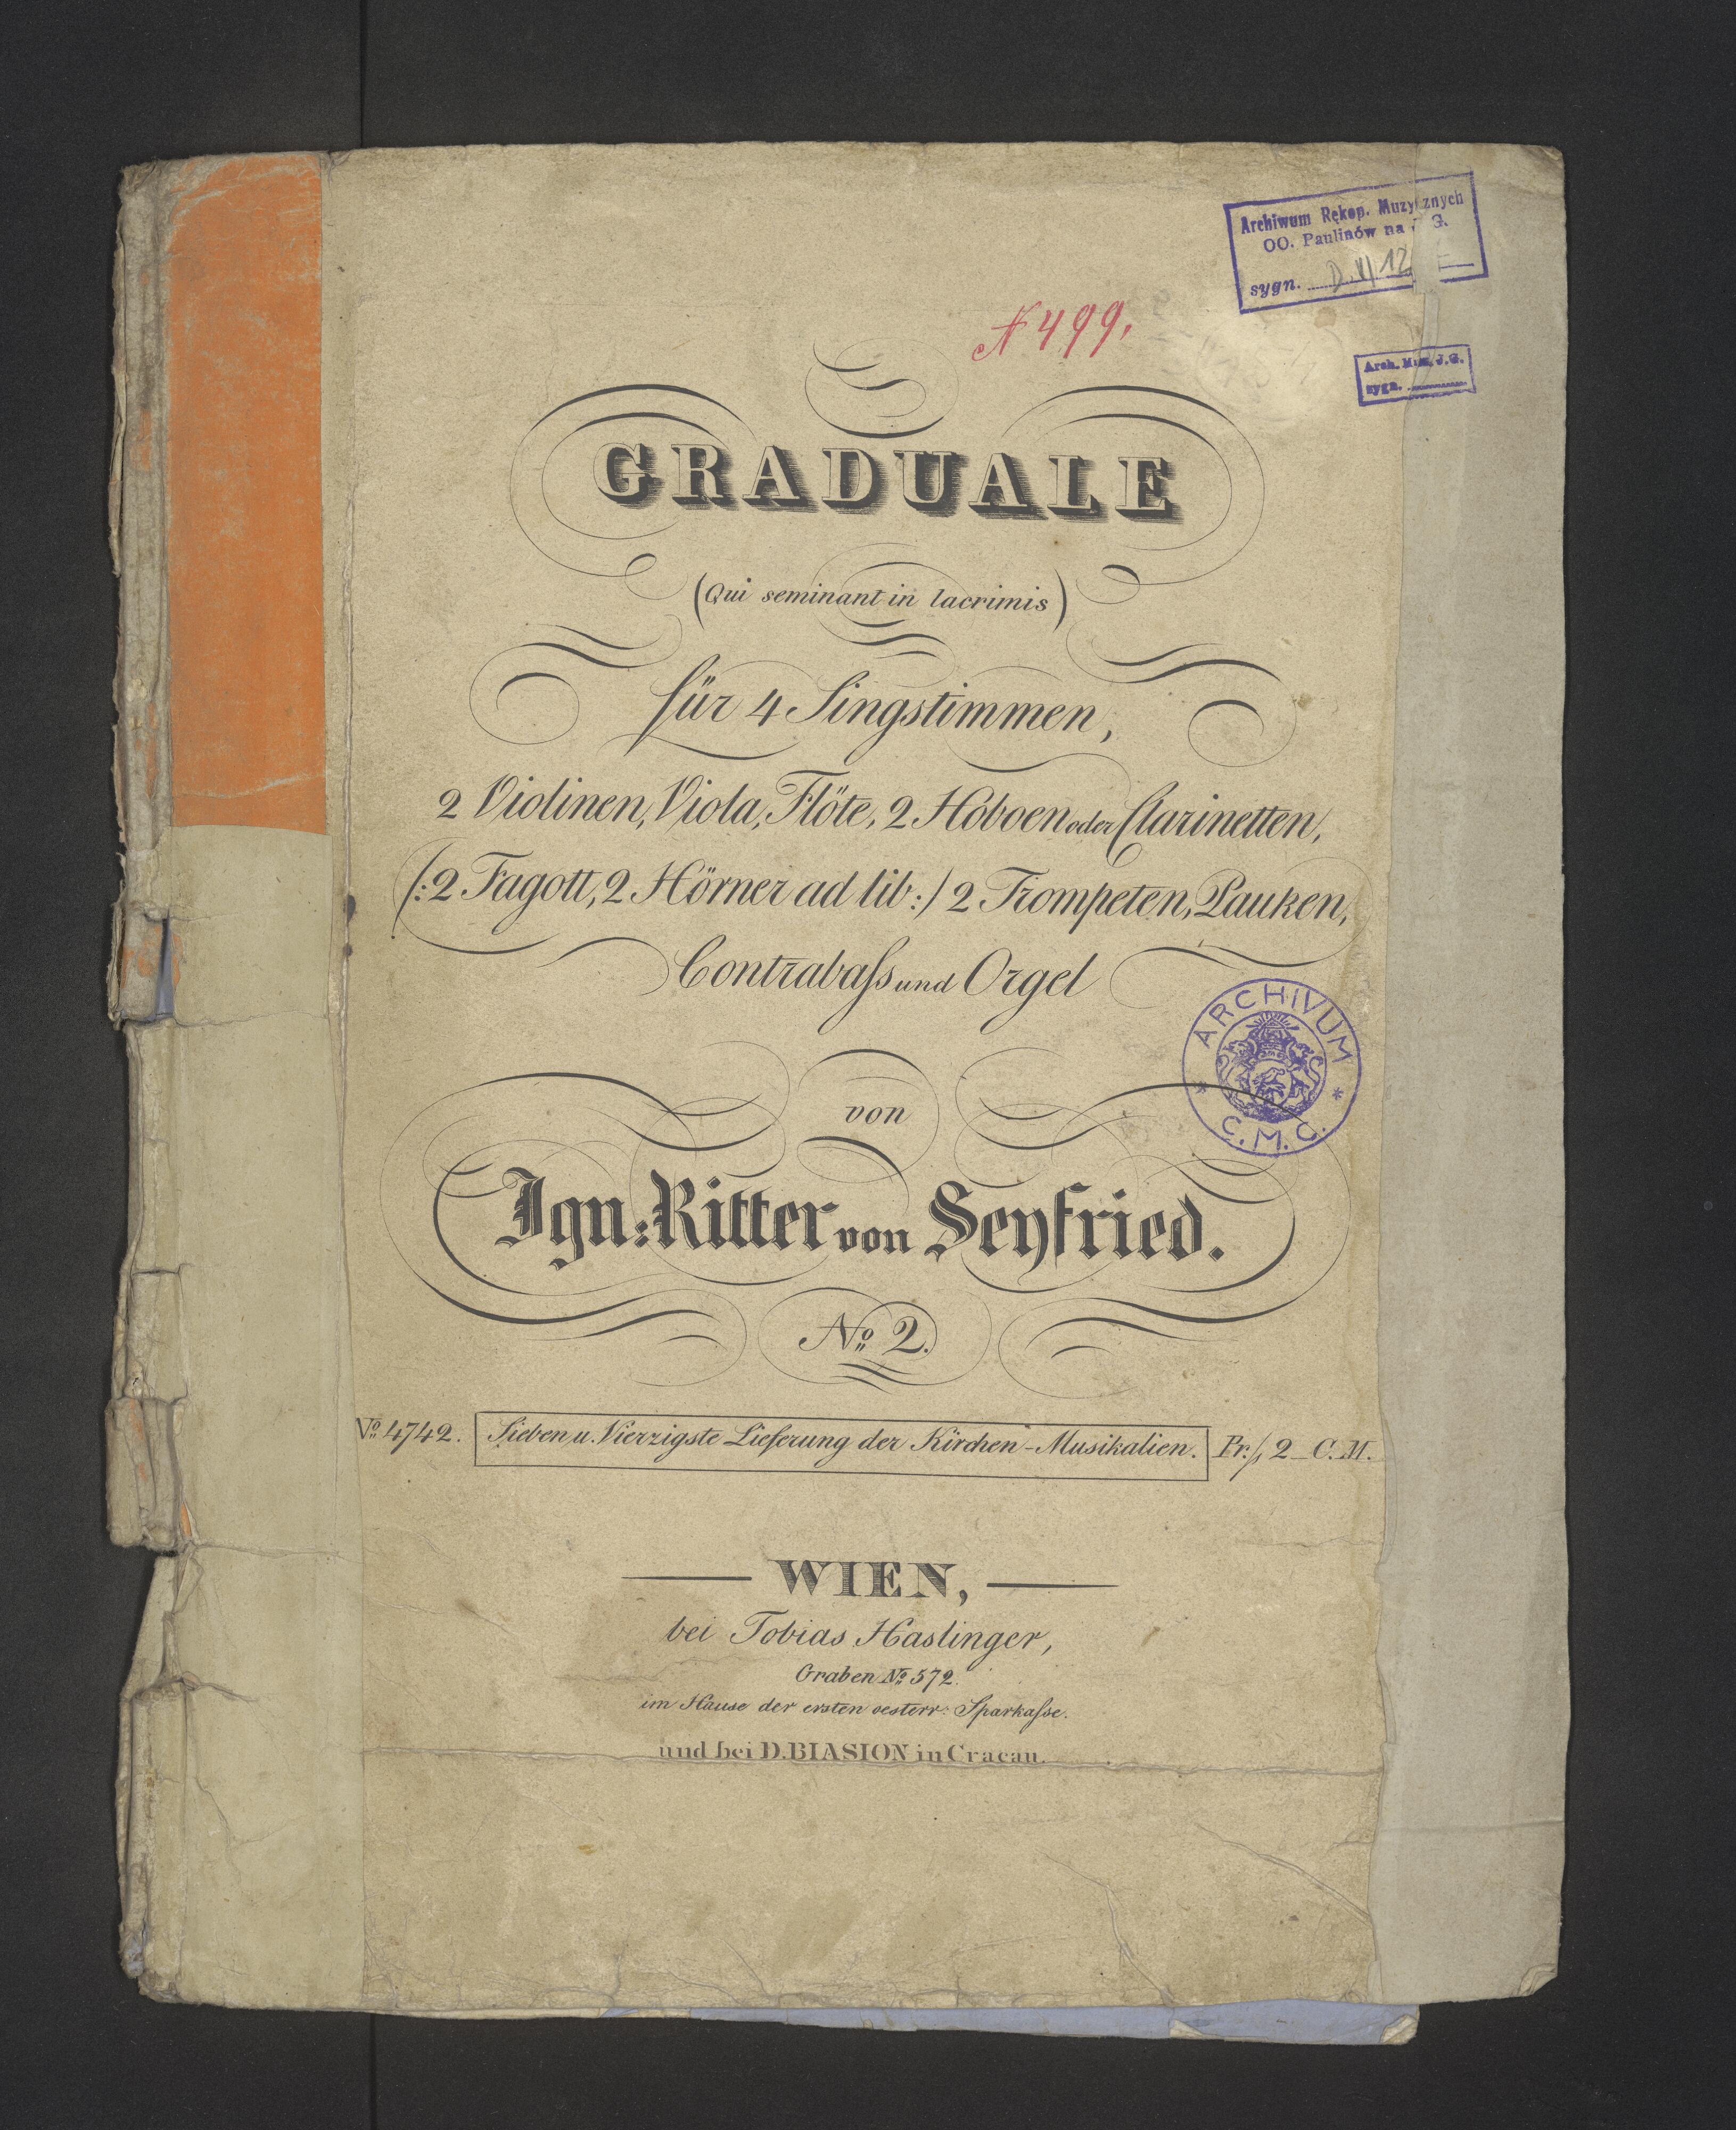 Archiwum Rękop. Muzycznych
OO. Paulinów na J. G.
sygn. D.VI 12
N 499.
Arch. Muz. J. G.
sygn.
GRADUALE
(Qui seminant in lacrimis)
für 4 Singstimmen,
2 Violinen, Viola, Flöte, 2 Hoboen oder Clarinetten,
/:2 Fagott, 2 Hörner ad lib:/ 2 Trompeten, Pauken,
Contrabaſs und Orgel
ARCHIVUM
C.M.C.
von
Ign: Ritter von Seyfried.
No. 2.
No. 4742. Sieben u. Vierzigste Lieferung der Kirchen-Musikalien. Pr. f 2_C.M.
WIEN,
bei Tobias Haslinger,
Graben No. 572.
im Hause der ersten oesterr: Sparkaſse.
und bei D. BIASION in Cracau.